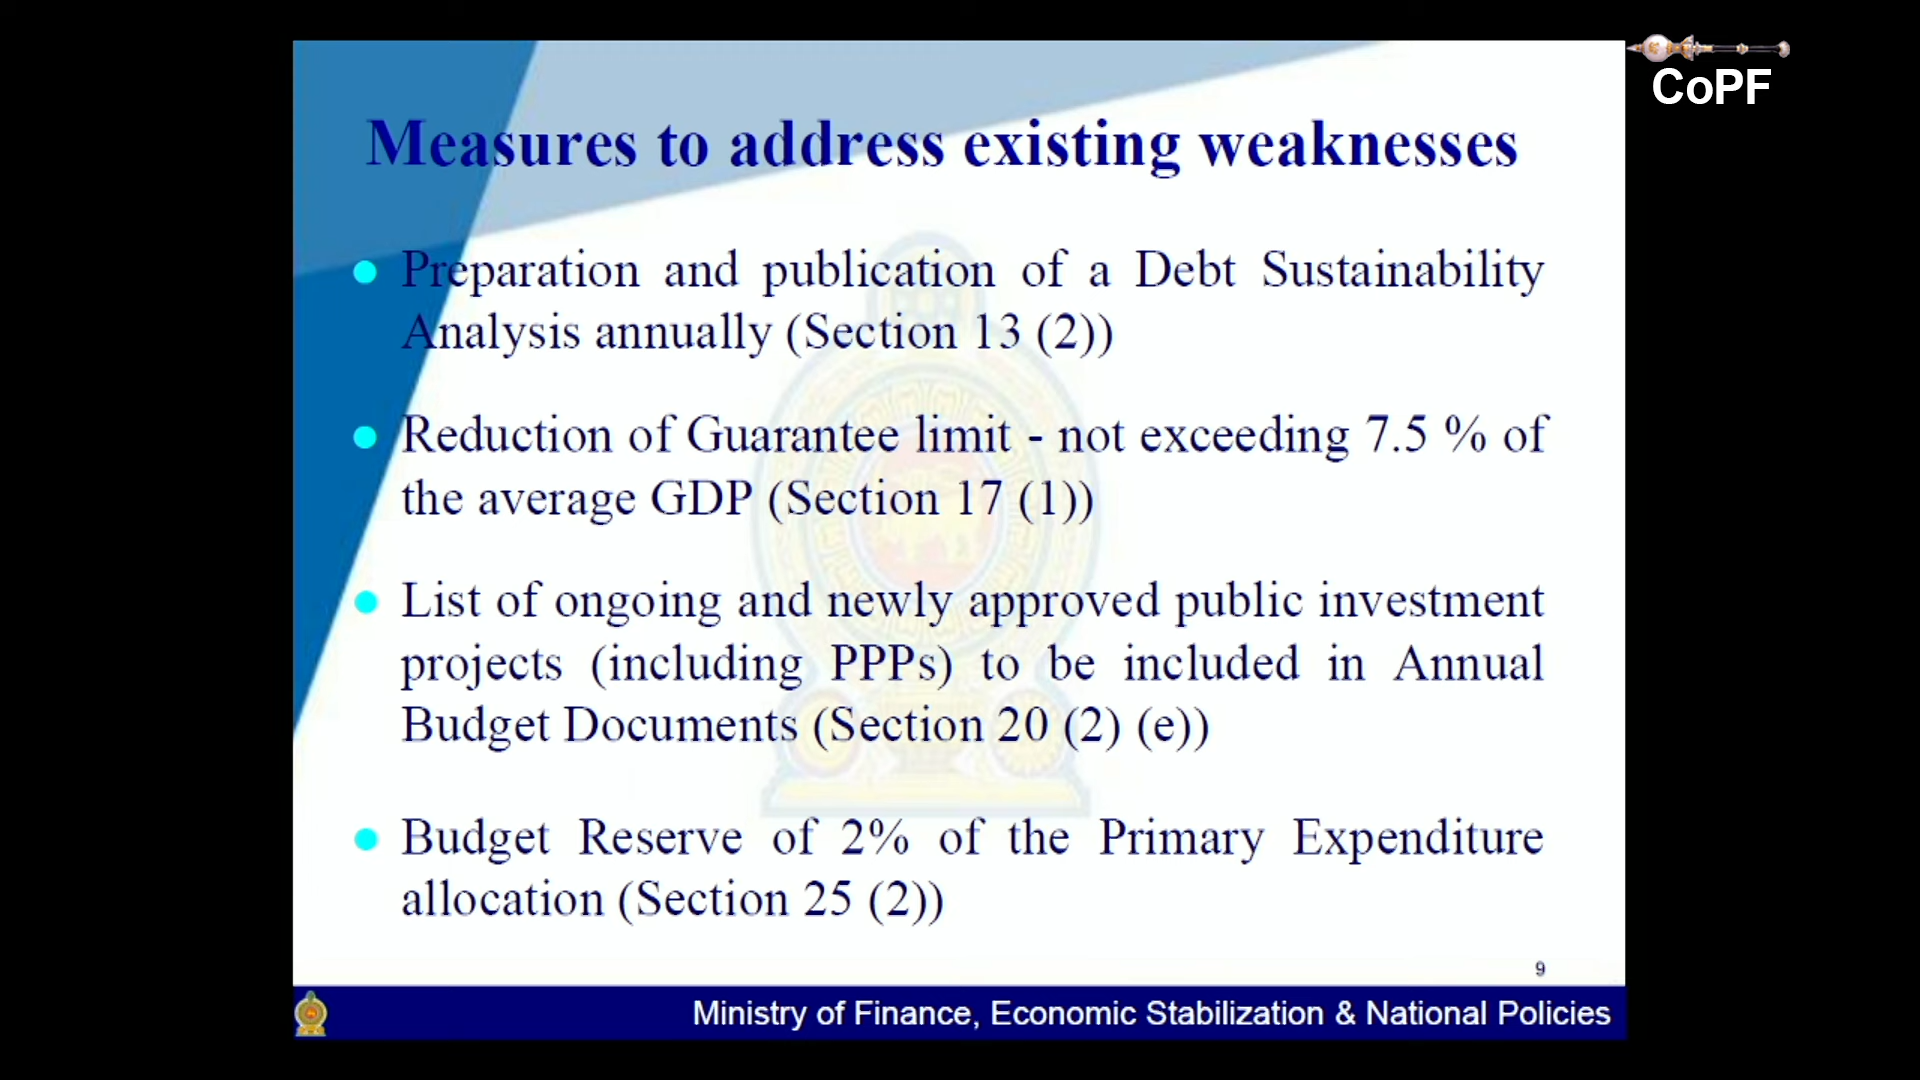 CoPF
Measures to address existing weaknesses
Preparation and publication of a Debt Sustainability
Analysis annually (Section 13 (2))
Reduction of Guarantee limit - not exceeding 7.5 % of
the average GDP (Section 17 (1))
List of ongoing and newly approved public investment
projects (including PPPs) to be included in Annual
Budget Documents (Section 20 (2) (e))
Budget Reserve of 2% of the Primary Expenditure
allocation (Section 25 (2))
9
Ministry of Finance, Economic Stabilization & National Policies